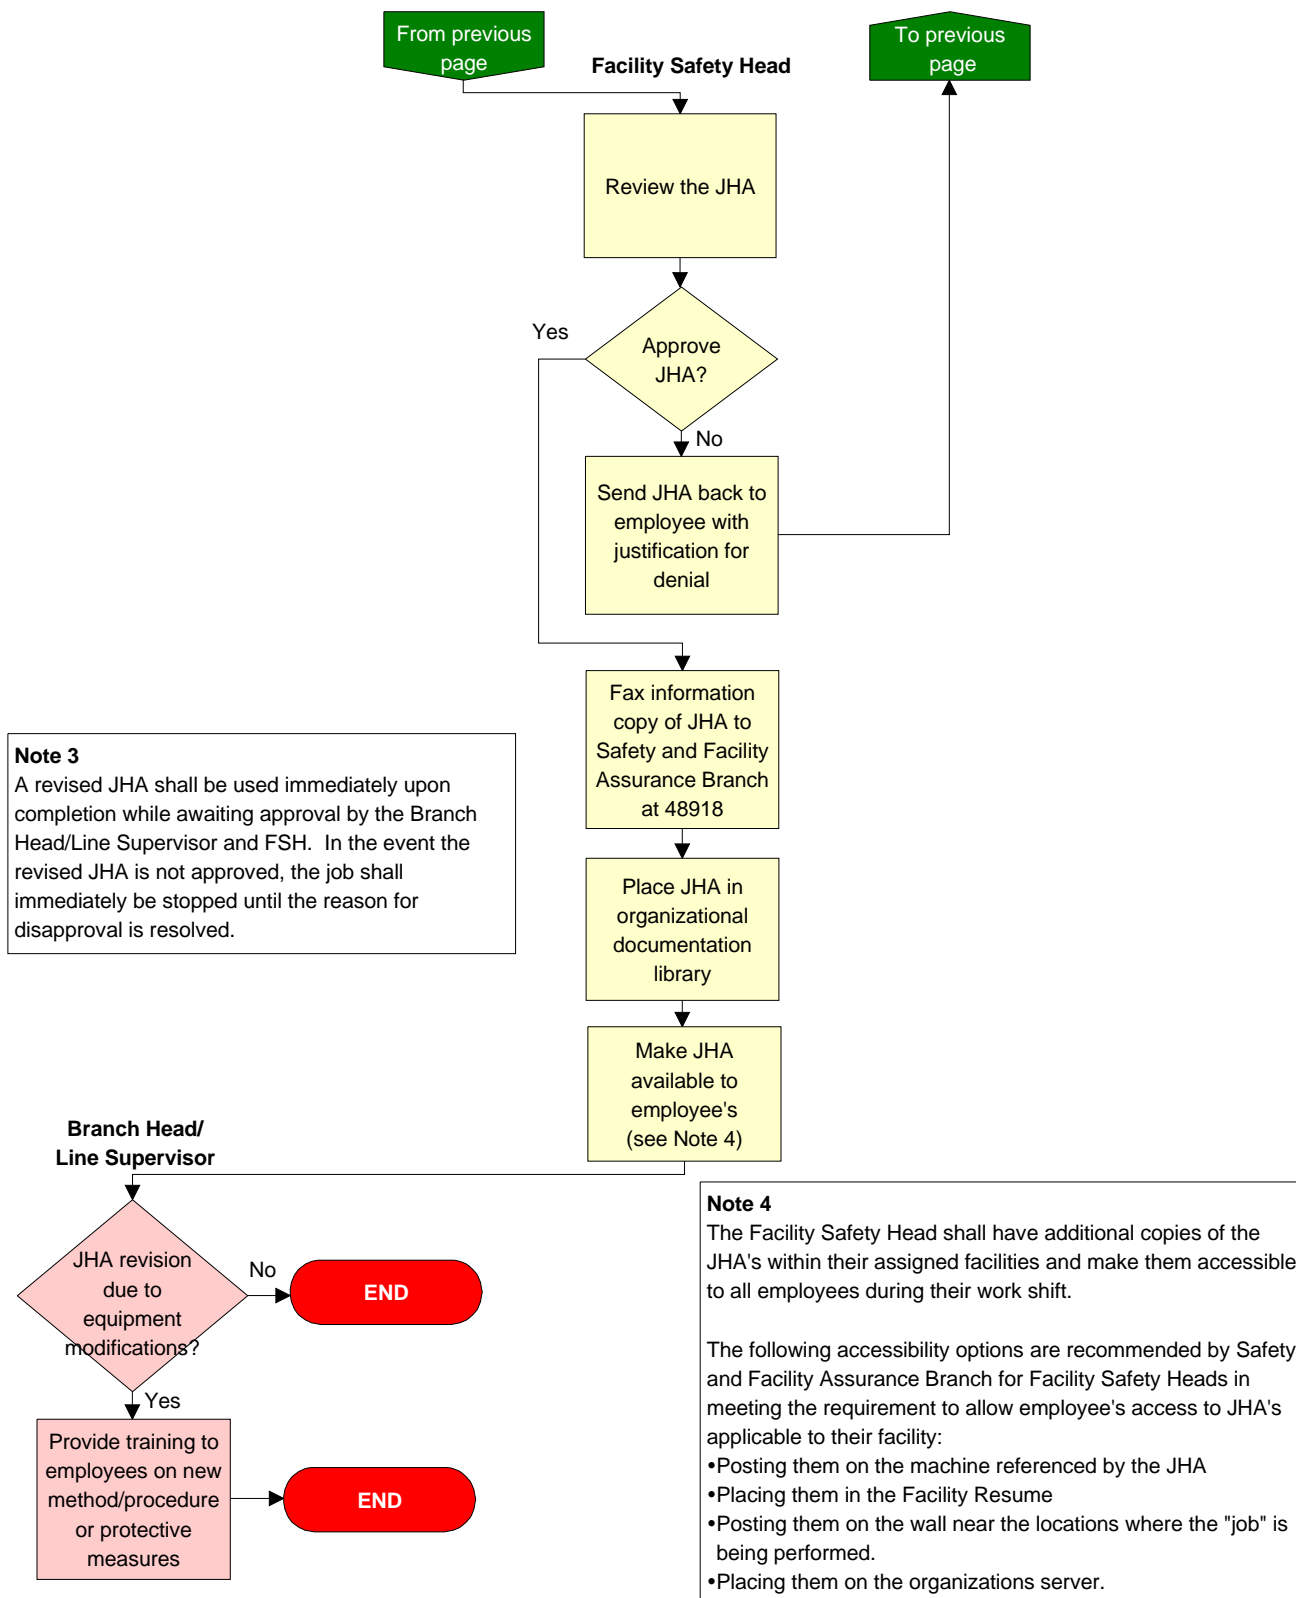 From previous
page
Facility Safety Head
To previous
page
Review the JHA
Yes
Approve
JHA?
No
Send JHA back to
employee with
justification for
denial
Fax information
copy of JHA to
Safety and Facility
Assurance Branch
at 48918
Note 3
A revised JHA shall be used immediately upon
completion while awaiting approval by the Branch
Head/Line Supervisor and FSH.  In the event the
revised JHA is not approved, the job shall
immediately be stopped until the reason for
disapproval is resolved.
Place JHA in
organizational
documentation
library
Make JHA
available to
employee's
(see Note 4)
Branch Head/
Line Supervisor
JHA revision
due to
equipment
modifications?
No
END
Yes
Provide training to
employees on new
method/procedure
or protective
measures
END
Note 4
The Facility Safety Head shall have additional copies of the
JHA's within their assigned facilities and make them accessible
to all employees during their work shift.
The following accessibility options are recommended by Safety
and Facility Assurance Branch for Facility Safety Heads in
meeting the requirement to allow employee's access to JHA's
applicable to their facility:
•Posting them on the machine referenced by the JHA
•Placing them in the Facility Resume
•Posting them on the wall near the locations where the "job" is
being performed.
•Placing them on the organizations server.